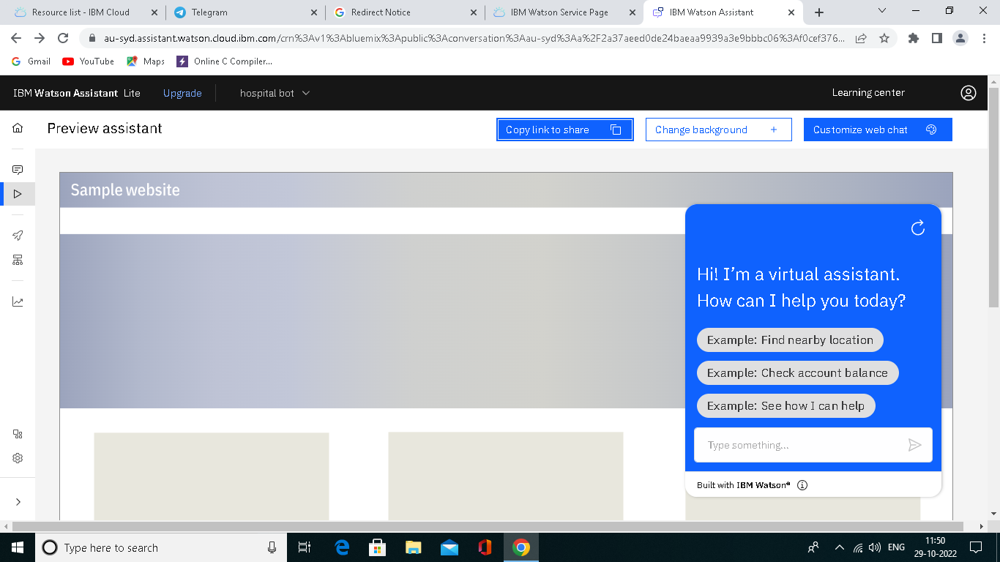 Resource list - IBM Cloud
Telegram
Redirect Notice
IBM Watson Service Page
IBM Watson Assistant
au-syd.assistant.watson.cloud.ibm.com/crn%3Av1%3Abluemix%3Apublic%3Aconversation%3Aau-syd%3Aa%2F2a37aeed0de24baeaa9939a3e9bbbc06%3Af0cef376...
Gmail
YouTube
Maps
Online C Compiler...
IBM Watson Assistant Lite
Upgrade
hospital bot
Learning center
Preview assistant
Copy link to share
Change background +
Customize web chat
Sample website
Hi! I'm a virtual assistant.
How can I help you today?
Example: Find nearby location
Example: Check account balance
Example: See how I can help
Type something...
Built with IBM Watson®
Type here to search
ENG
11:50
29-10-2022